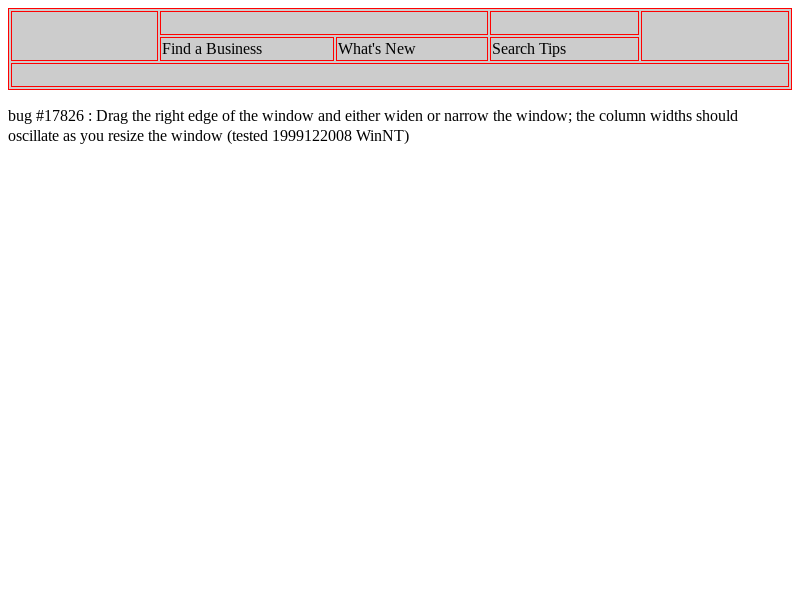 Find a Business What's New Search Tips
bug #17826 : Drag the right edge of the window and either widen or narrow the window; the column widths should
oscillate as you resize the window (tested 1999122008 WinNT)